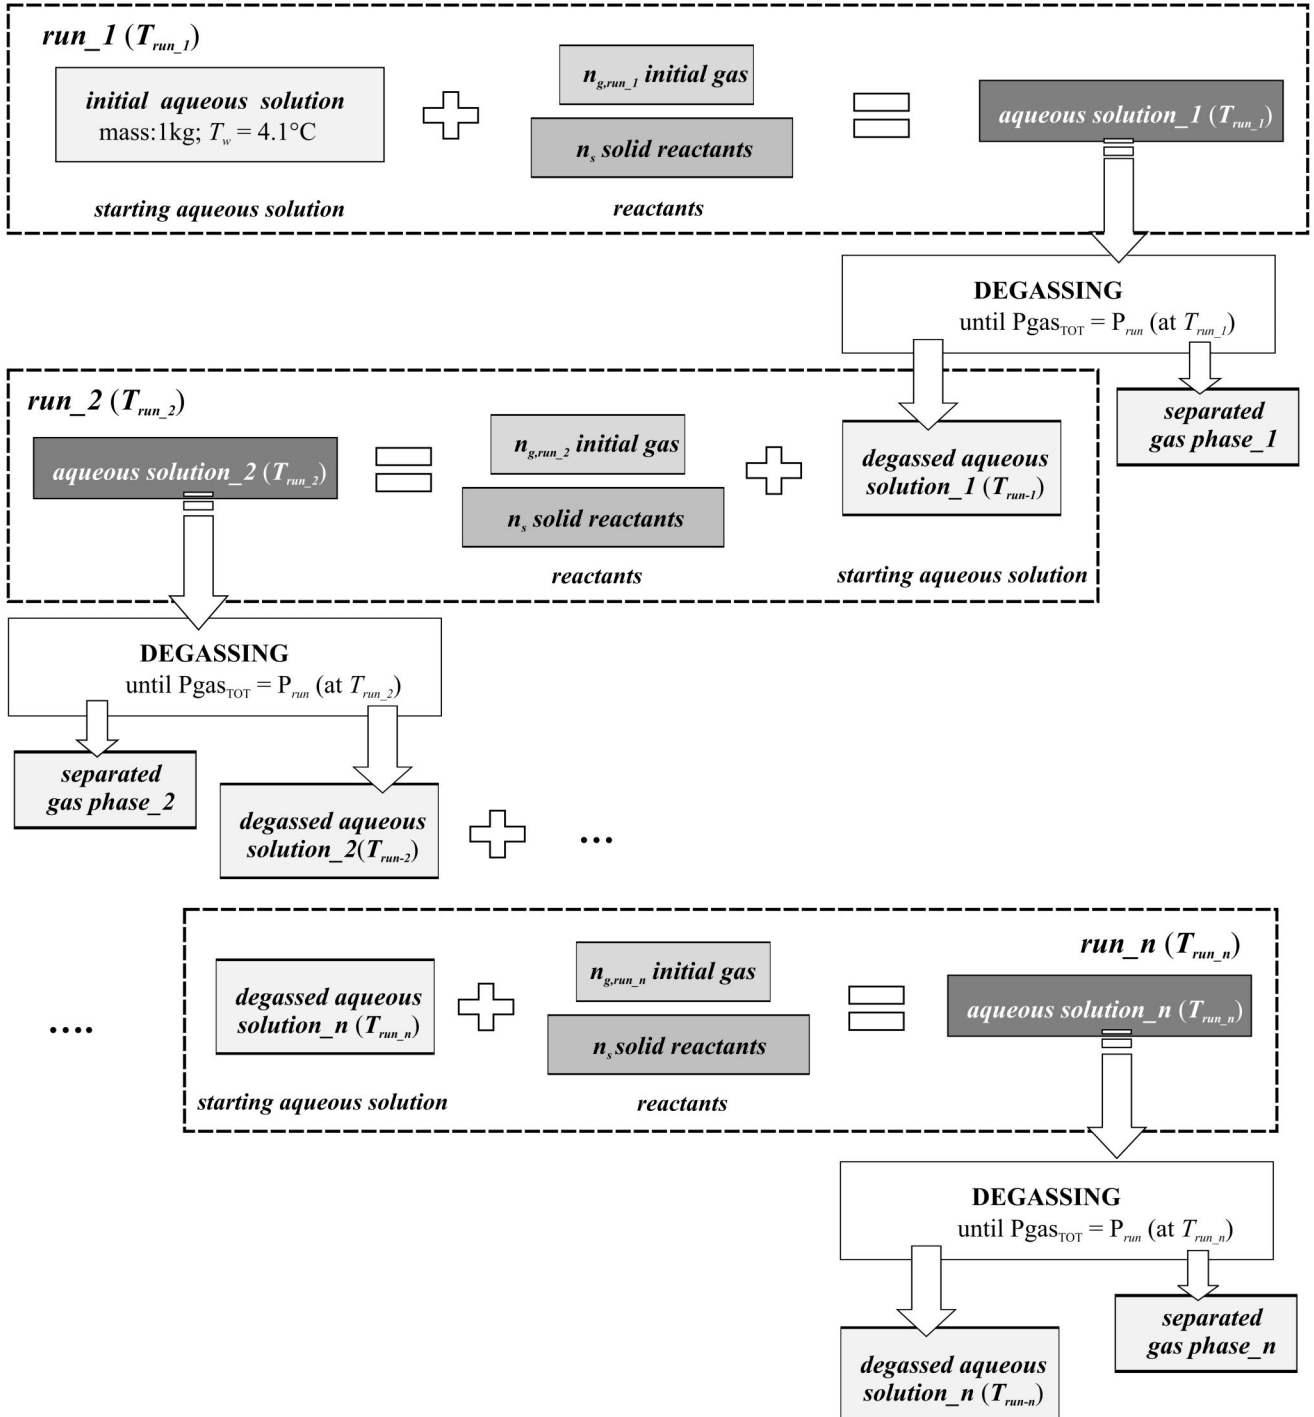 run_1 (T_run_1)
initial aqueous solution
mass:1kg; T_w = 4.1°C
starting aqueous solution
n_g,run_1 initial gas
n_s solid reactants
reactants
aqueous solution_1 (T_run_1)
DEGASSING
until Pgas_TOT = P_run (at T_run_1)
separated
gas phase_1
run_2 (T_run_2)
aqueous solution_2 (T_run_2)
n_g,run_2 initial gas
n_s solid reactants
reactants
degassed aqueous
solution_1 (T_run-1)
starting aqueous solution
DEGASSING
until Pgas_TOT = P_run (at T_run_2)
separated
gas phase_2
degassed aqueous
solution_2(T_run-2)
...
....
run_n (T_run_n)
degassed aqueous
solution_n (T_run_n)
starting aqueous solution
n_g,run_n initial gas
n_s solid reactants
reactants
aqueous solution_n (T_run_n)
DEGASSING
until Pgas_TOT = P_run (at T_run_n)
separated
gas phase_n
degassed aqueous
solution_n (T_run-n)